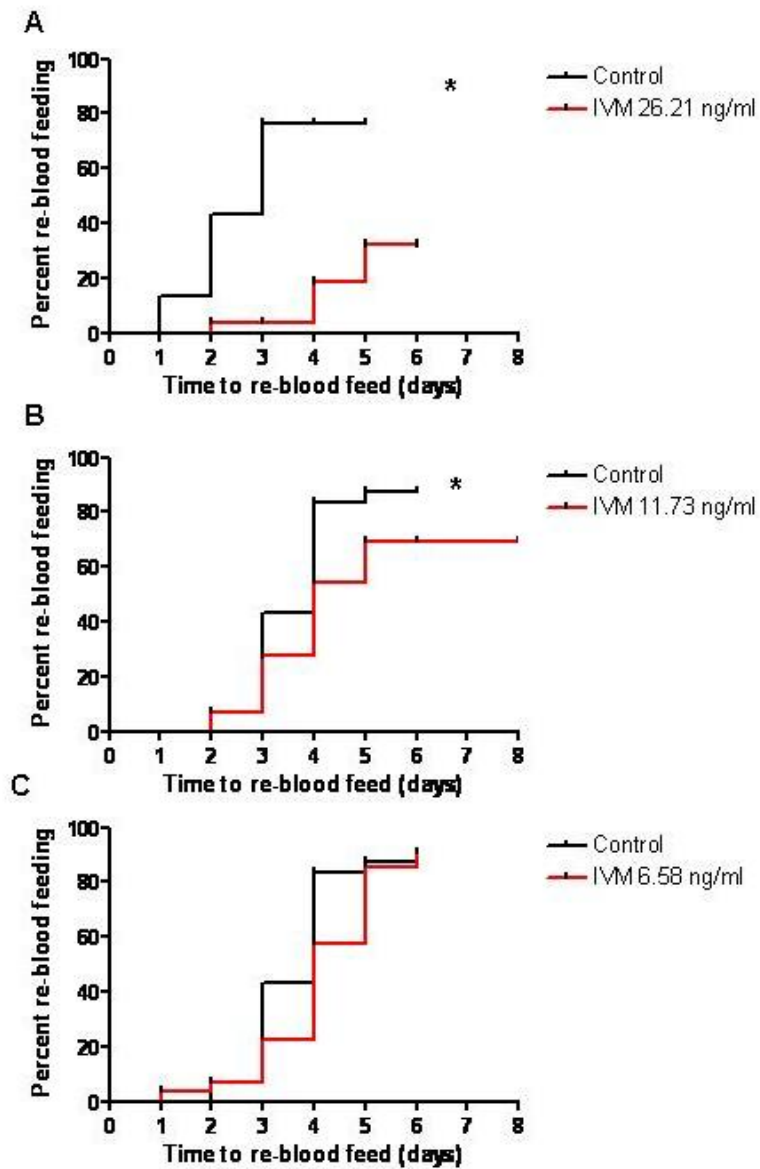 A
Percent re-blood feeding
100
80
60
40
20
0
0 1 2 3 4 5 6 7 8
Time to re-blood feed (days)
*
Control
IVM 26.21 ng/ml
B
Percent re-blood feeding
100
80
60
40
20
0
0 1 2 3 4 5 6 7 8
Time to re-blood feed (days)
*
Control
IVM 11.73 ng/ml
C
Percent re-blood feeding
100
80
60
40
20
0
0 1 2 3 4 5 6 7 8
Time to re-blood feed (days)
Control
IVM 6.58 ng/ml